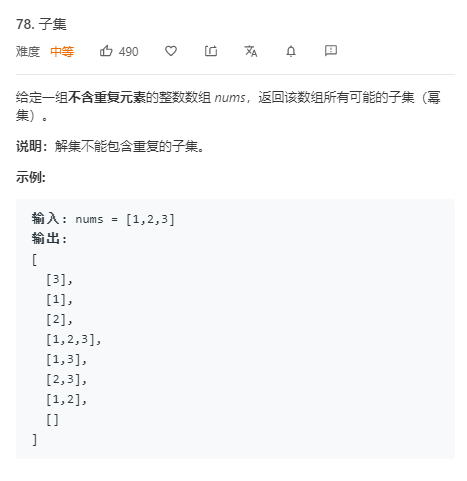 78. 子集
难度 中等 490
给定一组不含重复元素的整数数组 nums，返回该数组所有可能的子集（幂
集）。
说明：解集不能包含重复的子集。
示例:
输入: nums = [1,2,3]
输出:
[
[3],
[1],
[2],
[1,2,3],
[1,3],
[2,3],
[1,2],
[]
]